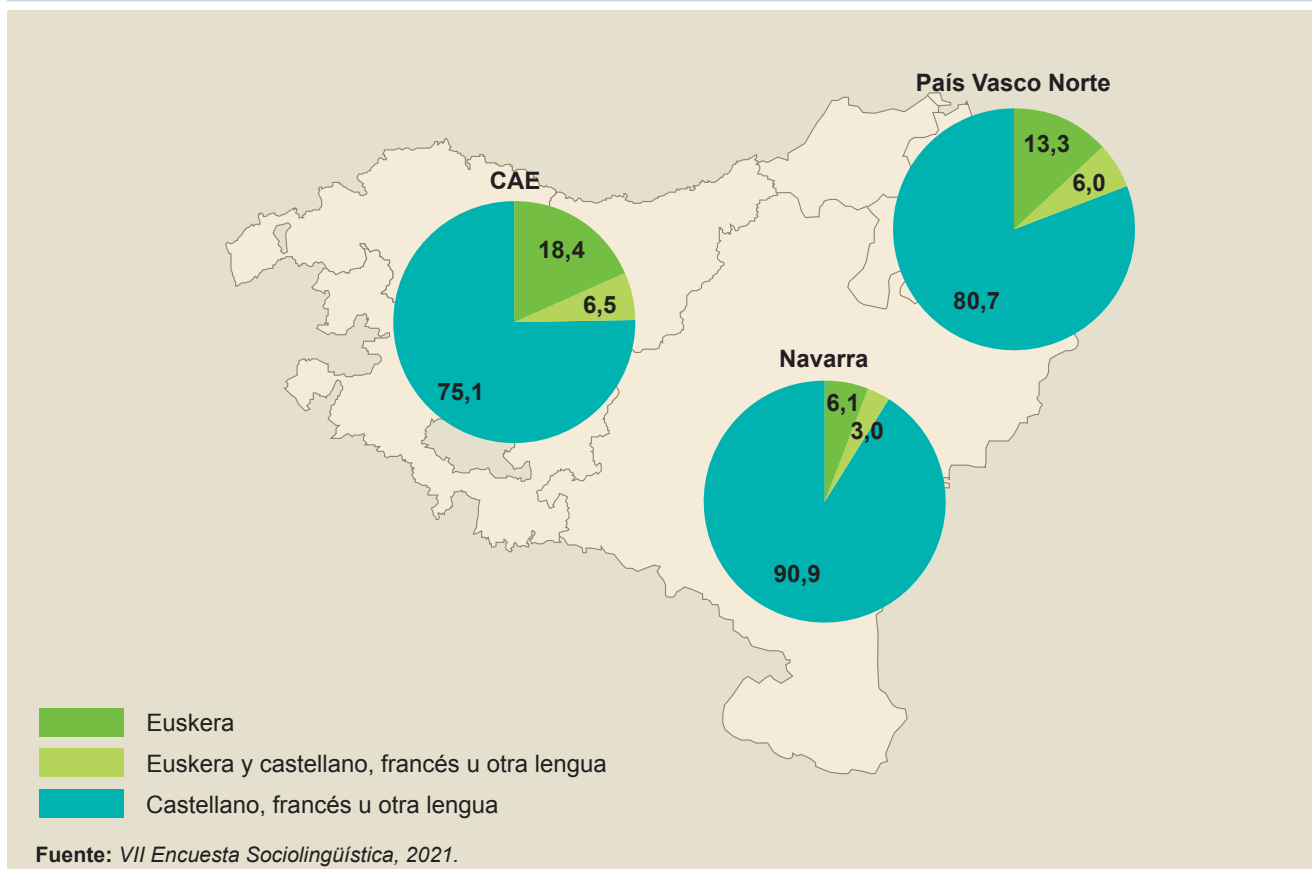 País Vasco Norte
13,3
6,0
80,7
CAE
18,4
6,5
75,1
Navarra
6,1
3,0
90,9
Euskera
Euskera y castellano, francés u otra lengua
Castellano, francés u otra lengua
Fuente: VII Encuesta Sociolingüística, 2021.